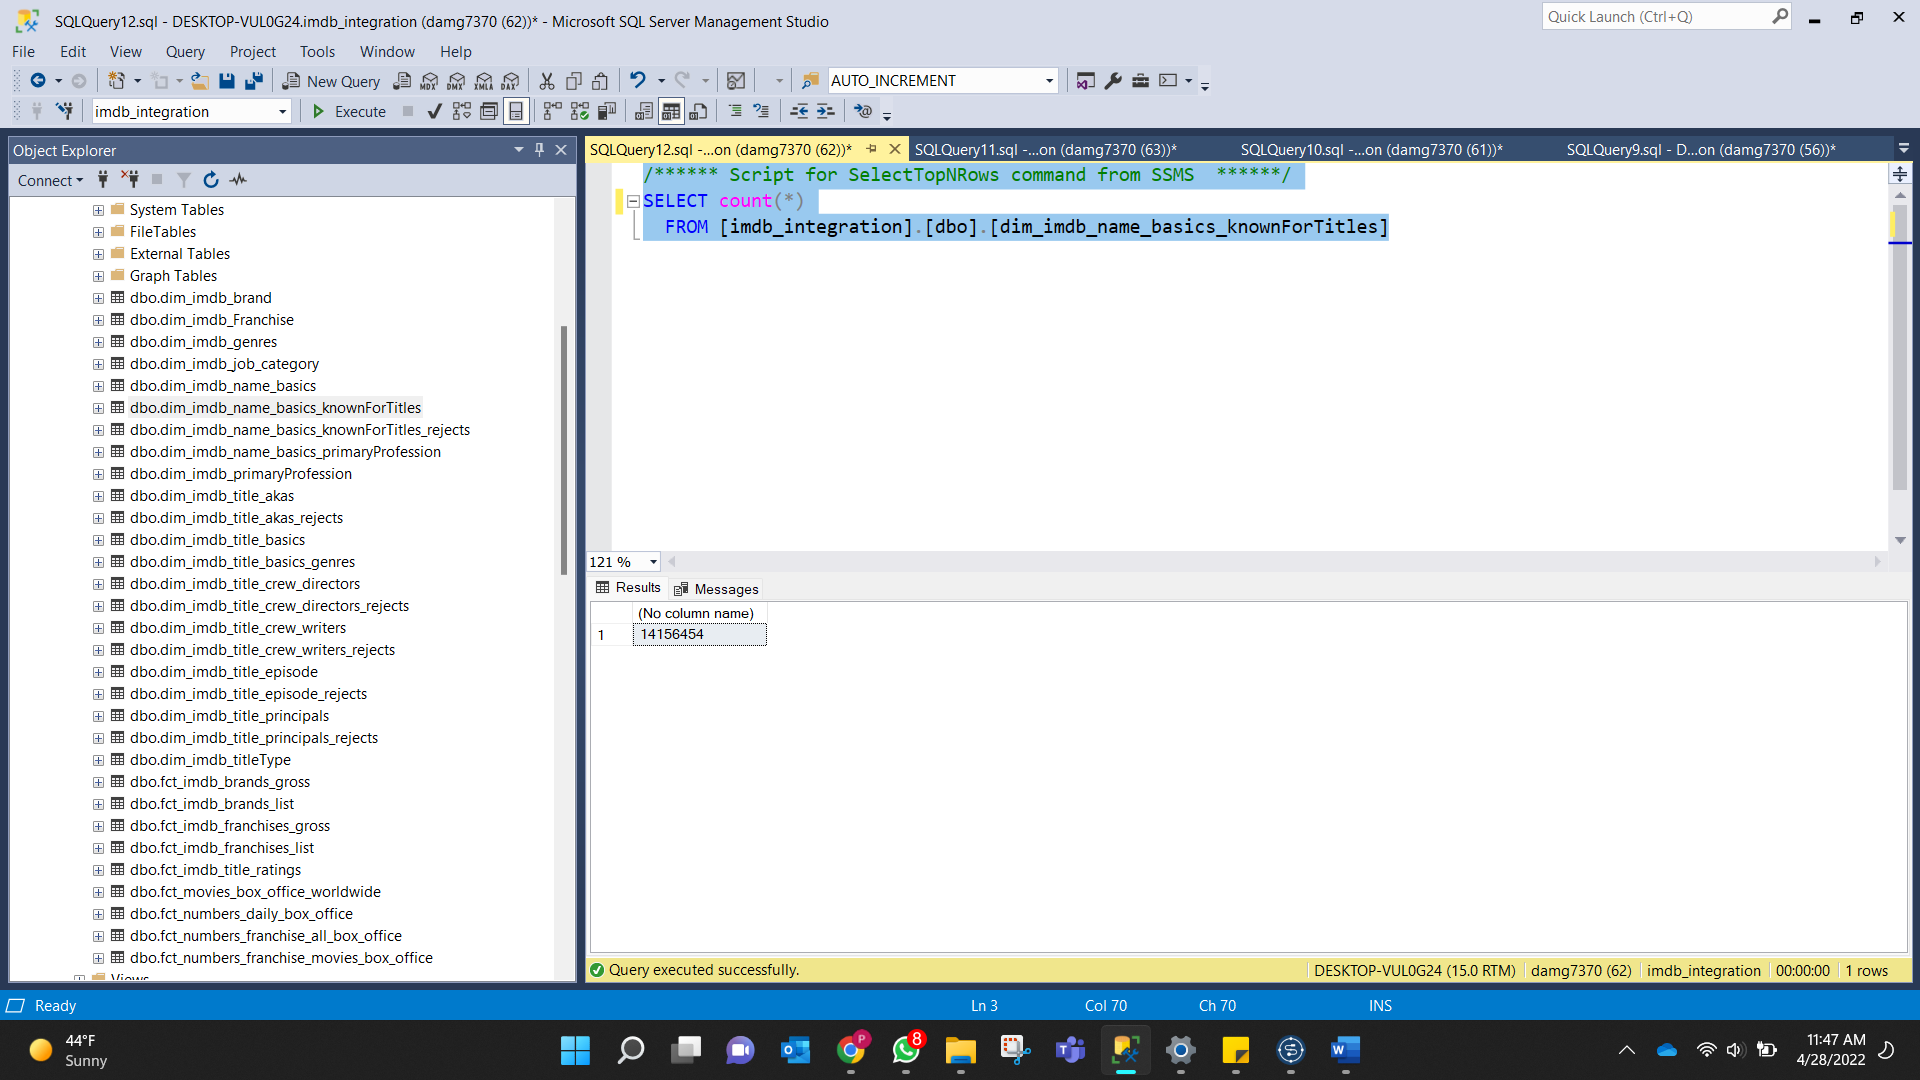 SQLQuery12.sql - DESKTOP-VUL0G24.imdb_integration (damg7370 (62))* - Microsoft SQL Server Management Studio
Quick Launch (Ctrl+Q)
File Edit View Query Project Tools Window Help
New Query
MDX DMX XMLA DAX
AUTO_INCREMENT
imdb_integration
Execute
Object Explorer
Connect
System Tables
FileTables
External Tables
Graph Tables
dbo.dim_imdb_brand
dbo.dim_imdb_Franchise
dbo.dim_imdb_genres
dbo.dim_imdb_job_category
dbo.dim_imdb_name_basics
dbo.dim_imdb_name_basics_knownForTitles
dbo.dim_imdb_name_basics_knownForTitles_rejects
dbo.dim_imdb_name_basics_primaryProfession
dbo.dim_imdb_primaryProfession
dbo.dim_imdb_title_akas
dbo.dim_imdb_title_akas_rejects
dbo.dim_imdb_title_basics
dbo.dim_imdb_title_basics_genres
dbo.dim_imdb_title_crew_directors
dbo.dim_imdb_title_crew_directors_rejects
dbo.dim_imdb_title_crew_writers
dbo.dim_imdb_title_crew_writers_rejects
dbo.dim_imdb_title_episode
dbo.dim_imdb_title_episode_rejects
dbo.dim_imdb_title_principals
dbo.dim_imdb_title_principals_rejects
dbo.dim_imdb_titleType
dbo.fct_imdb_brands_gross
dbo.fct_imdb_brands_list
dbo.fct_imdb_franchises_gross
dbo.fct_imdb_franchises_list
dbo.fct_imdb_title_ratings
dbo.fct_movies_box_office_worldwide
dbo.fct_numbers_daily_box_office
dbo.fct_numbers_franchise_all_box_office
dbo.fct_numbers_franchise_movies_box_office
Views
SQLQuery12.sql -...on (damg7370 (62))* SQLQuery11.sql -...on (damg7370 (63))* SQLQuery10.sql -...on (damg7370 (61))* SQLQuery9.sql - D...on (damg7370 (56))*
/****** Script for SelectTopNRows command from SSMS ******/
SELECT count(*)
FROM [imdb_integration].[dbo].[dim_imdb_name_basics_knownForTitles]
121 %
Results Messages
(No column name)
1 14156454
Query executed successfully. DESKTOP-VUL0G24 (15.0 RTM) damg7370 (62) imdb_integration 00:00:00 1 rows
Ready Ln 3 Col 70 Ch 70 INS
44°F
Sunny
P
8
11:47 AM
4/28/2022